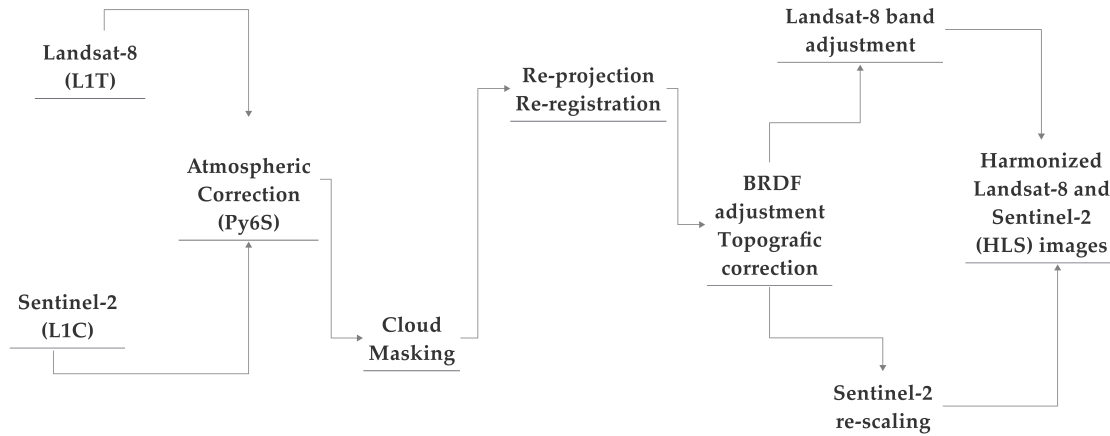 Landsat-8
(L1T)
Atmospheric
Correction
(Py6S)
Sentinel-2
(L1C)
Cloud
Masking
Re-projection
Re-registration
BRDF
adjustment
Topografic
correction
Landsat-8 band
adjustment
Sentinel-2
re-scaling
Harmonized
Landsat-8 and
Sentinel-2
(HLS) images